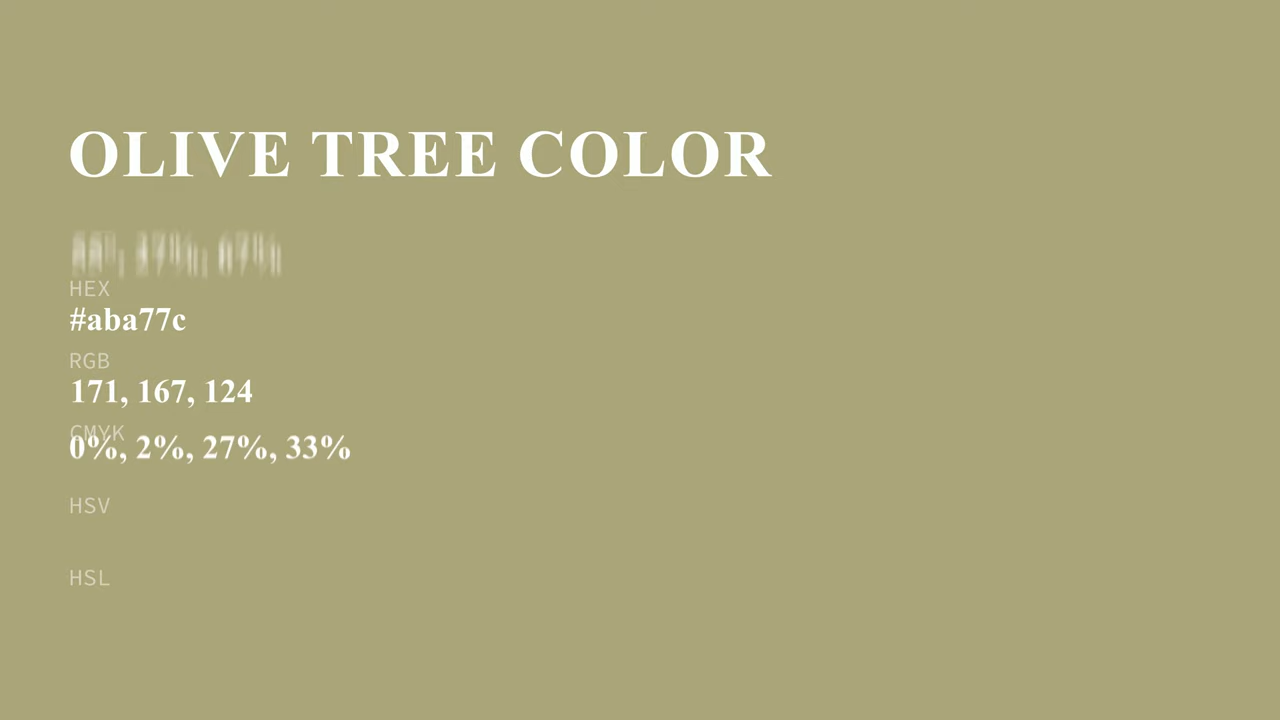 OLIVE TREE COLOR
HEX
#aba77c
RGB
171, 167, 124
CMYK
0%, 2%, 27%, 33%
HSV
HSL